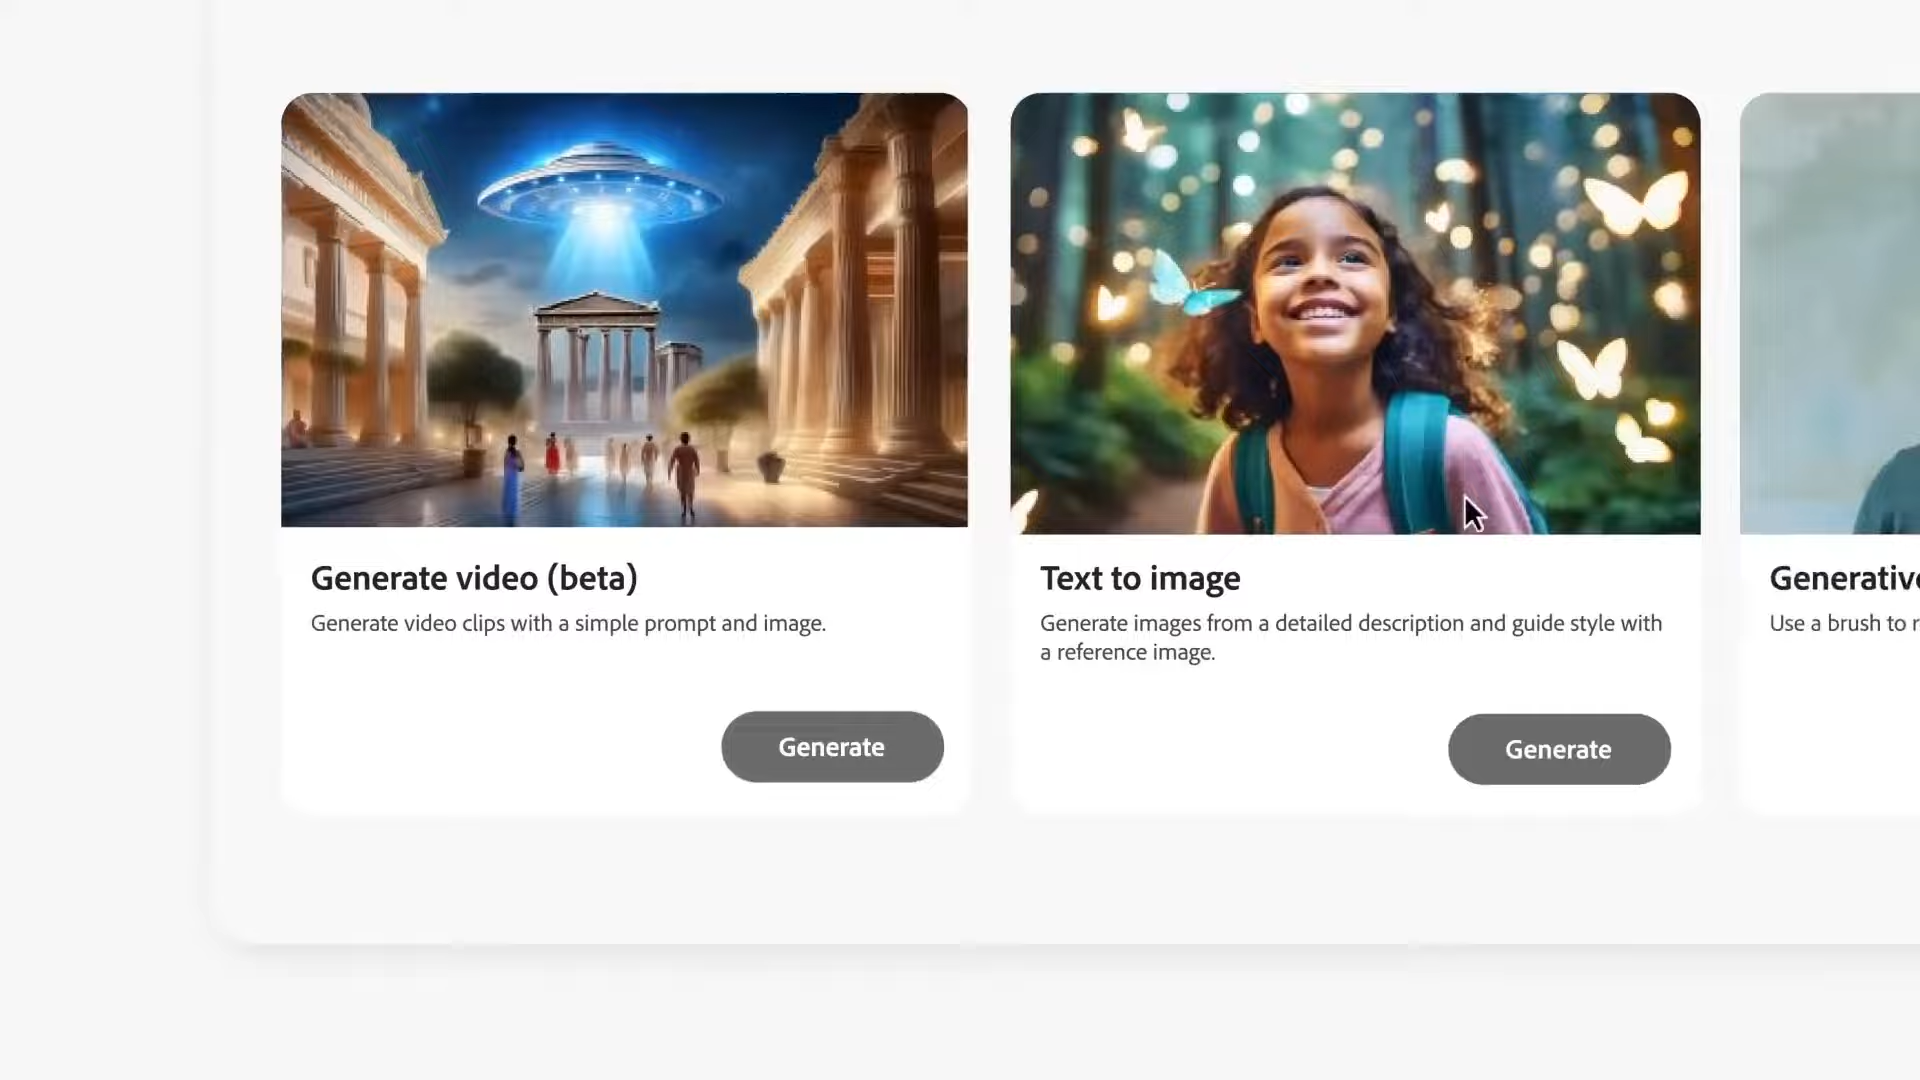 Generate video (beta)
Generate video clips with a simple prompt and image.
Generate
Text to image
Generate images from a detailed description and guide style with
a reference image.
Generate
Use a brush to